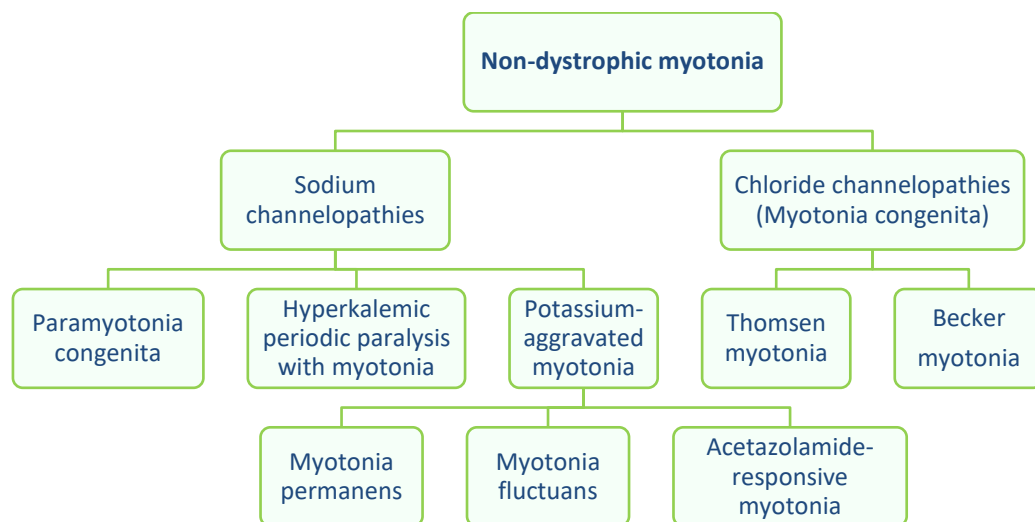 Non-dystrophic myotonia
Sodium
channelopathies
Chloride channelopathies
(Myotonia congenita)
Paramyotonia
congenita
Hyperkalemic
periodic paralysis
with myotonia
Potassium-
aggravated
myotonia
Thomsen
myotonia
Becker
myotonia
Myotonia
permanens
Myotonia
fluctuans
Acetazolamide-
responsive
myotonia